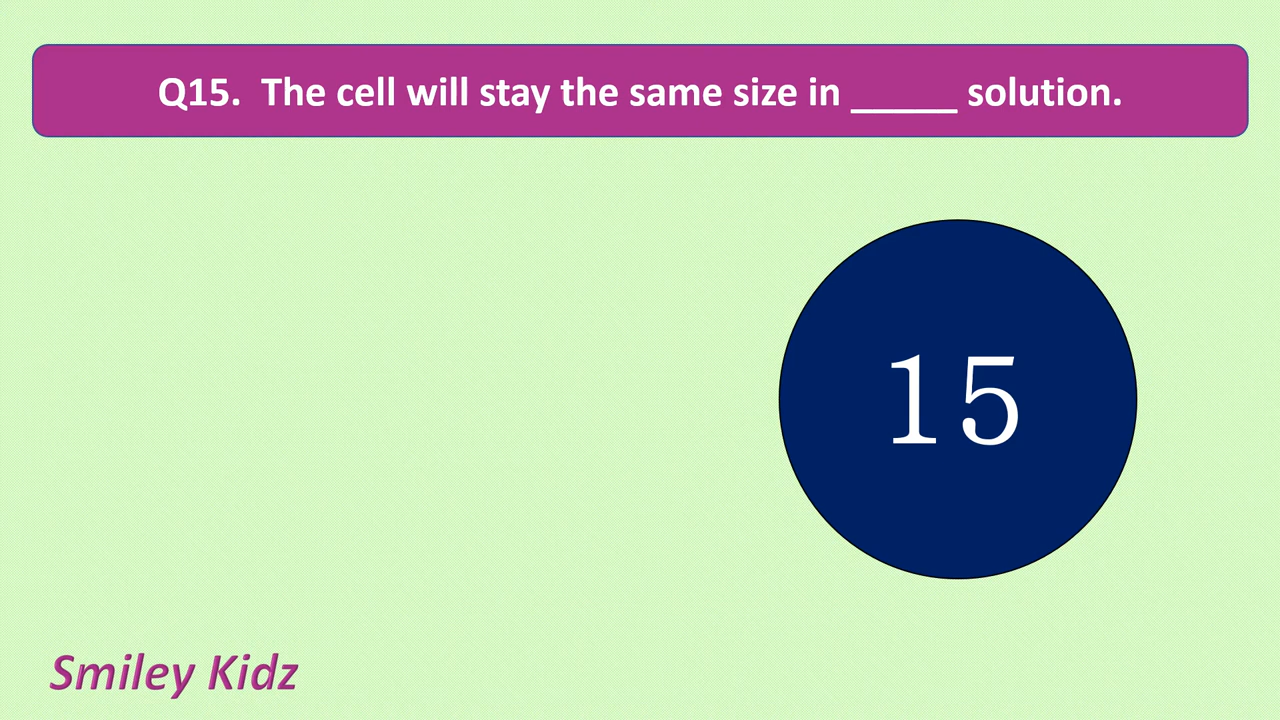 Q15. The cell will stay the same size in _____ solution.
15
Smiley Kidz